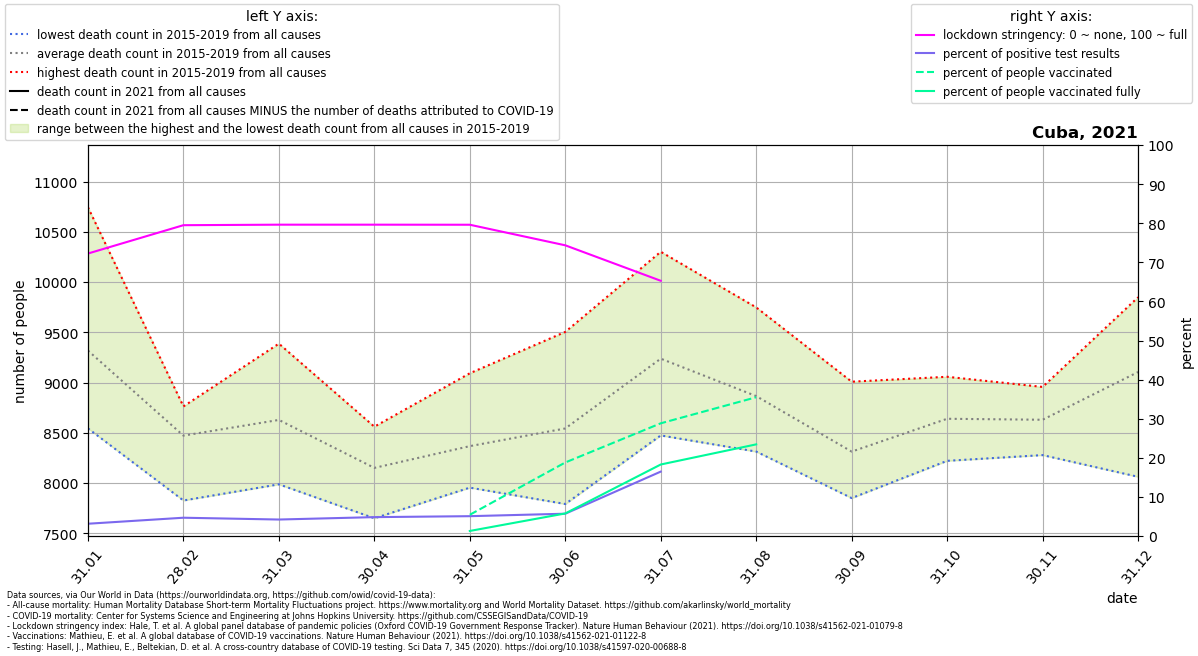 left Y axis:
lowest death count in 2015-2019 from all causes
average death count in 2015-2019 from all causes
highest death count in 2015-2019 from all causes
death count in 2021 from all causes
death count in 2021 from all causes MINUS the number of deaths attributed to COVID-19
range between the highest and the lowest death count from all causes in 2015-2019
right Y axis:
lockdown stringency: 0 ~ none, 100 ~ full
percent of positive test results
percent of people vaccinated
percent of people vaccinated fully
Cuba, 2021
number of people
11000
10500
10000
9500
9000
8500
8000
7500
100
90
80
70
60
50
40
30
20
10
0
percent
31.01
28.02
31.03
30.04
31.05
30.06
31.07
31.08
30.09
31.10
30.11
31.12
date
Data sources, via Our World in Data (https://ourworldindata.org, https://github.com/owid/covid-19-data):
- All-cause mortality: Human Mortality Database Short-term Mortality Fluctuations project. https://www.mortality.org and World Mortality Dataset. https://github.com/akarlinsky/world_mortality
- COVID-19 mortality: Center for Systems Science and Engineering at Johns Hopkins University. https://github.com/CSSEGISandData/COVID-19
- Lockdown stringency index: Hale, T. et al. A global panel database of pandemic policies (Oxford COVID-19 Government Response Tracker). Nature Human Behaviour (2021). https://doi.org/10.1038/s41562-021-01079-8
- Vaccinations: Mathieu, E. et al. A global database of COVID-19 vaccinations. Nature Human Behaviour (2021). https://doi.org/10.1038/s41562-021-01122-8
- Testing: Hasell, J., Mathieu, E., Beltekian, D. et al. A cross-country database of COVID-19 testing. Sci Data 7, 345 (2020). https://doi.org/10.1038/s41597-020-00688-8